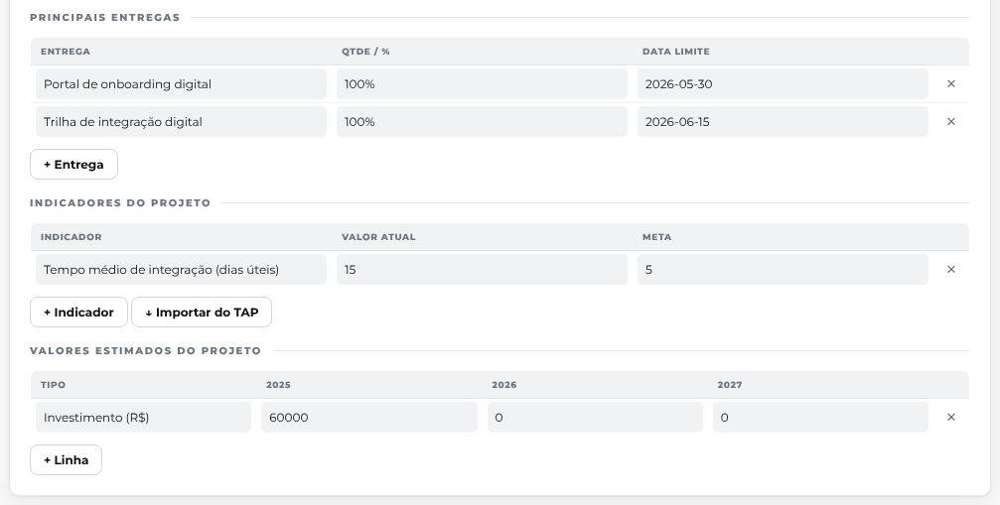 PRINCIPAIS ENTREGAS
ENTREGA QTDE / % DATA LIMITE
Portal de onboarding digital 100% 2026-05-30 ×
Trilha de integração digital 100% 2026-06-15 ×
+ Entrega
INDICADORES DO PROJETO
INDICADOR VALOR ATUAL META
Tempo médio de integração (dias úteis) 15 5 ×
+ Indicador ↓ Importar do TAP
VALORES ESTIMADOS DO PROJETO
TIPO 2025 2026 2027
Investimento (R$) 60000 0 0 ×
+ Linha